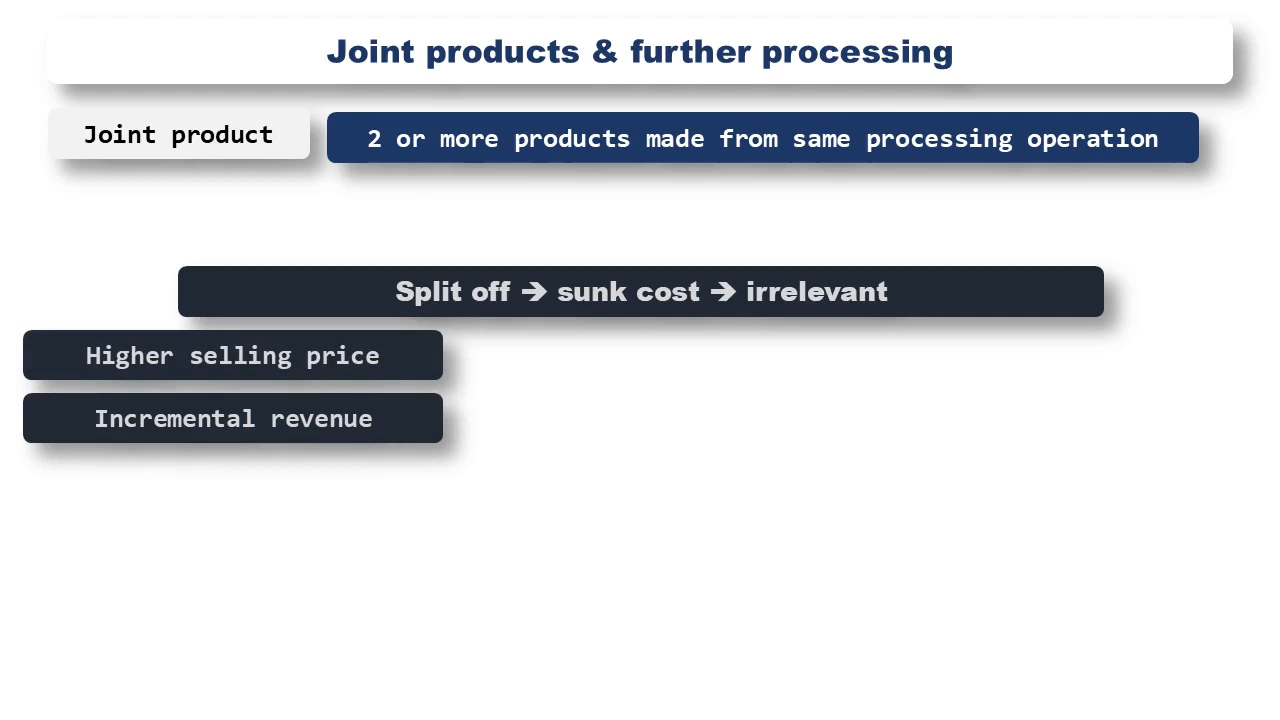 Joint products & further processing
Joint product
2 or more products made from same processing operation
Split off ➔ sunk cost ➔ irrelevant
Higher selling price
Incremental revenue